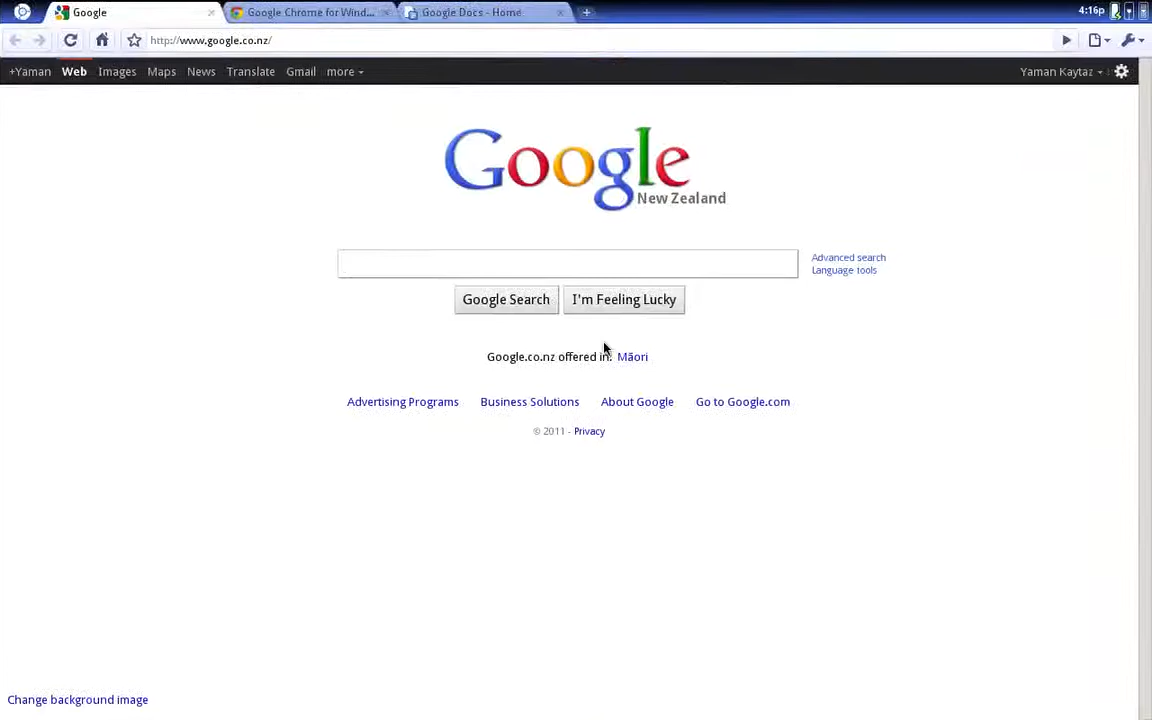 Google
Google Chrome for Wind...
Google Docs - Home
4:16p
http://www.google.co.nz/
+Yaman Web Images Maps News Translate Gmail more
Yaman Kaytaz
Google
New Zealand
Advanced search
Language tools
Google Search I'm Feeling Lucky
Google.co.nz offered in: Māori
Advertising Programs Business Solutions About Google Go to Google.com
© 2011 - Privacy
Change background image